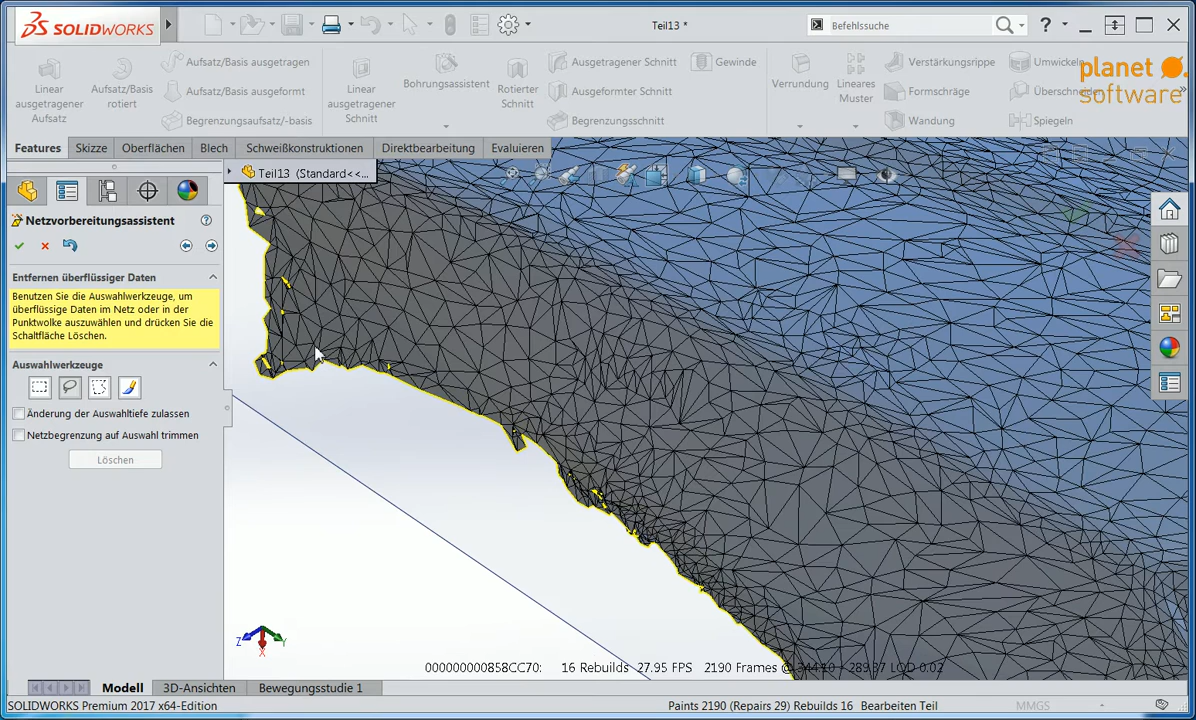 SOLIDWORKS
Teil13 *
Befehlssuche
?
Linear
ausgetragener
Aufsatz
Aufsatz/Basis
rotiert
Aufsatz/Basis ausgetragen
Aufsatz/Basis ausgeformt
Begrenzungsaufsatz/-basis
Linear
ausgetragener
Schnitt
Bohrungsassistent
Rotierter
Schnitt
Ausgetragener Schnitt
Ausgeformter Schnitt
Begrenzungsschnitt
Gewinde
Verrundung
Lineares
Muster
Verstärkungsrippe
Formschräge
Wandung
Umwickeln
Überschneiden
Spiegeln
planet
software
Features
Skizze
Oberflächen
Blech
Schweißkonstruktionen
Direktbearbeitung
Evaluieren
Teil13 (Standard<<...
Netzvorbereitungsassistent
Entfernen überflüssiger Daten
Benutzen Sie die Auswahlwerkzeuge, um
überflüssige Daten im Netz oder in der
Punktwolke auszuwählen und drücken Sie die
Schaltfläche Löschen.
Auswahlwerkzeuge
Änderung der Auswahltiefe zulassen
Netzbegrenzung auf Auswahl trimmen
Löschen
Z
Y
X
000000000858CC70: 16 Rebuilds 27.95 FPS 2190 Frames @ 289.87 LOD 0.02
Modell
3D-Ansichten
Bewegungsstudie 1
SOLIDWORKS Premium 2017 x64-Edition
Paints 2190 (Repairs 29) Rebuilds 16 Bearbeiten Teil
MMGS